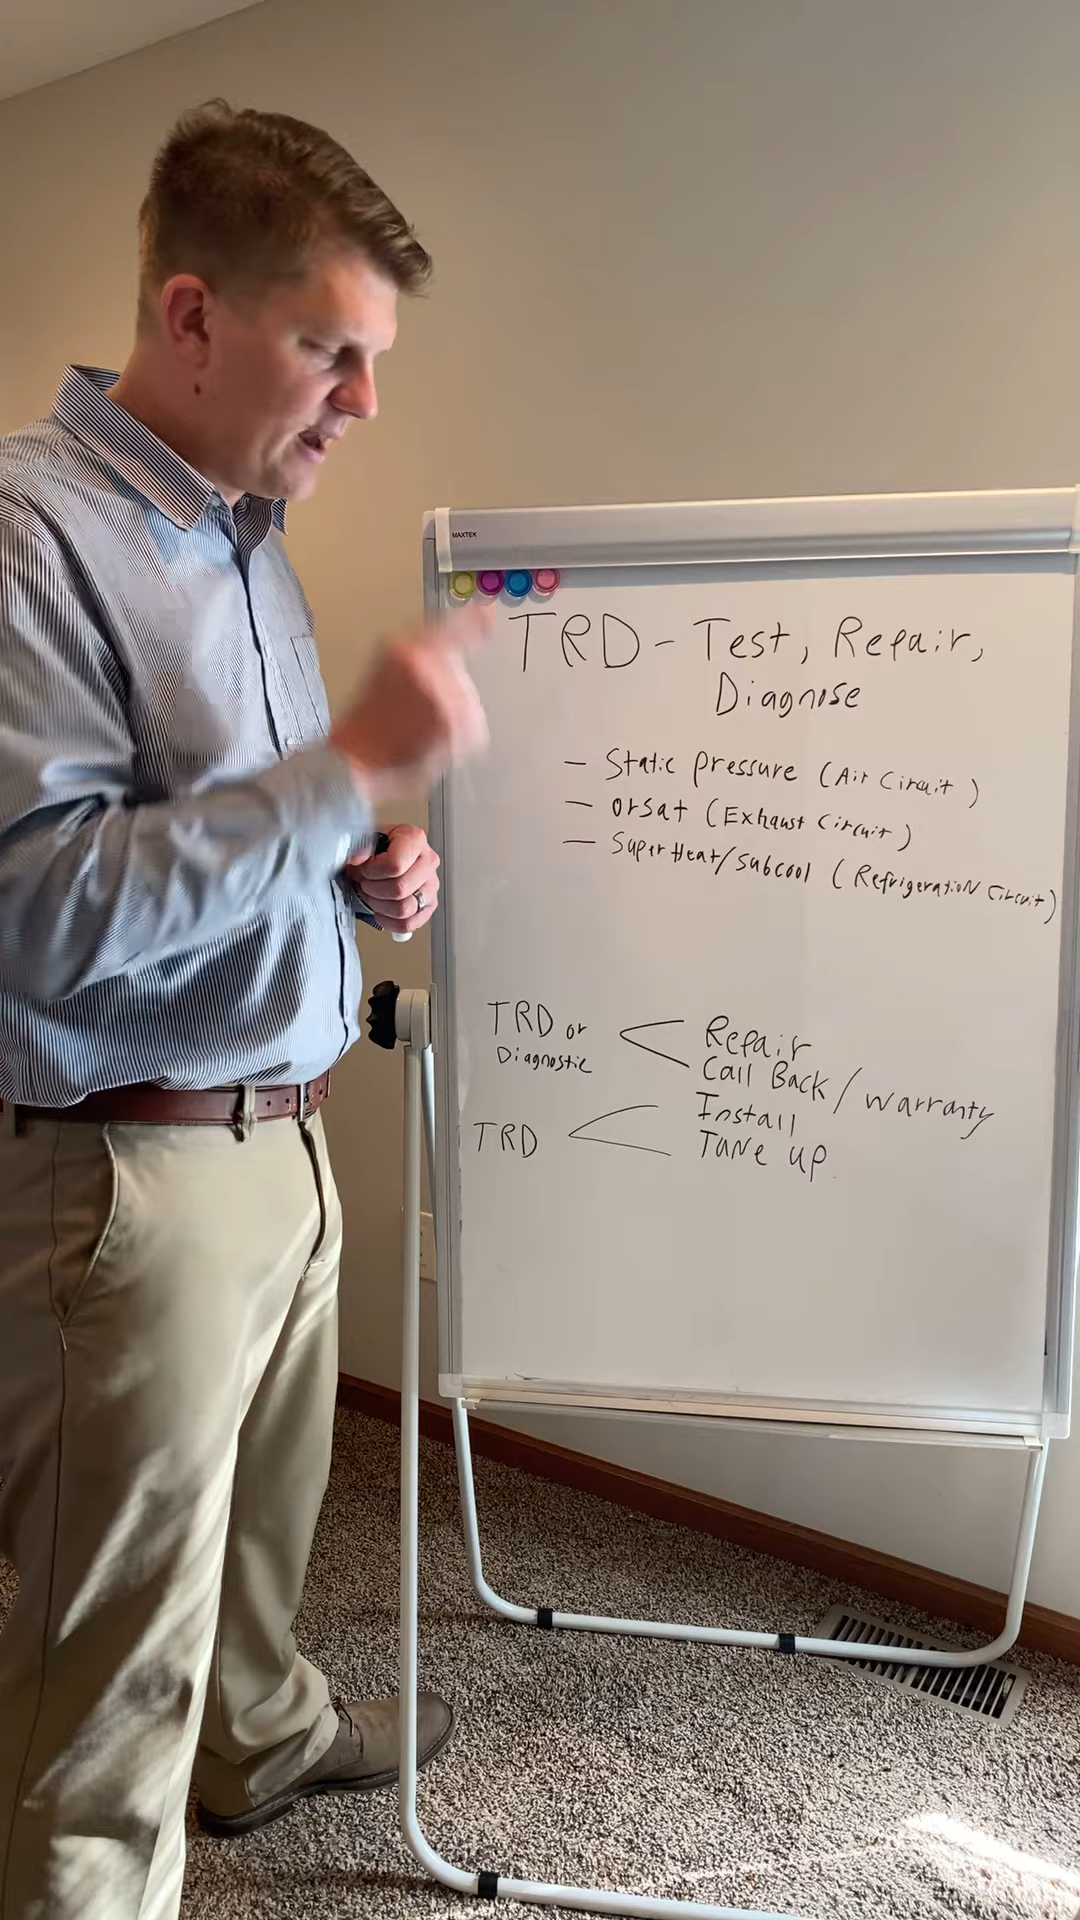 MAXTEK
TRD - Test, Repair,
Diagnose
- Static pressure (Air Circuit)
- orsat (Exhaust Circuit)
- Super Heat/Subcool (Refrigeration Circuit)
TRD or
Diagnostic
Repair
Call Back / warranty
TRD
Install
Tune up.